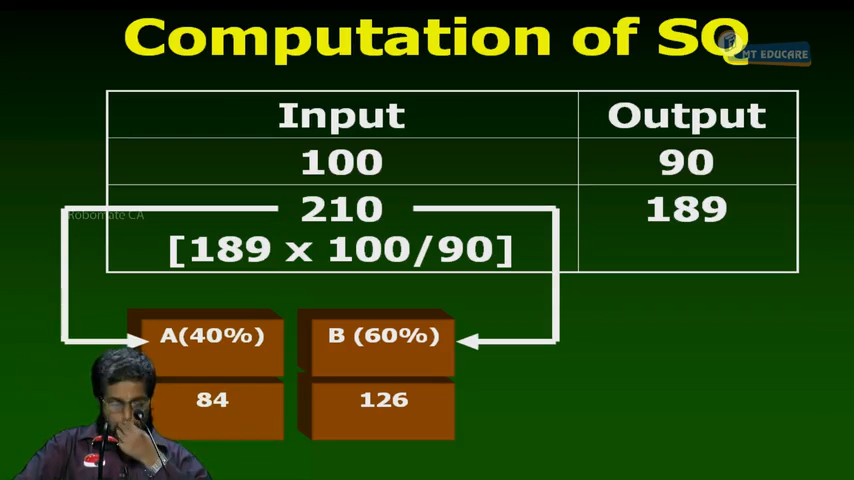 Computation of SQ
MT EDUCARE
Input Output
100 90
210 189
Robomate CA
[189 x 100/90]
A(40%) B (60%)
84 126